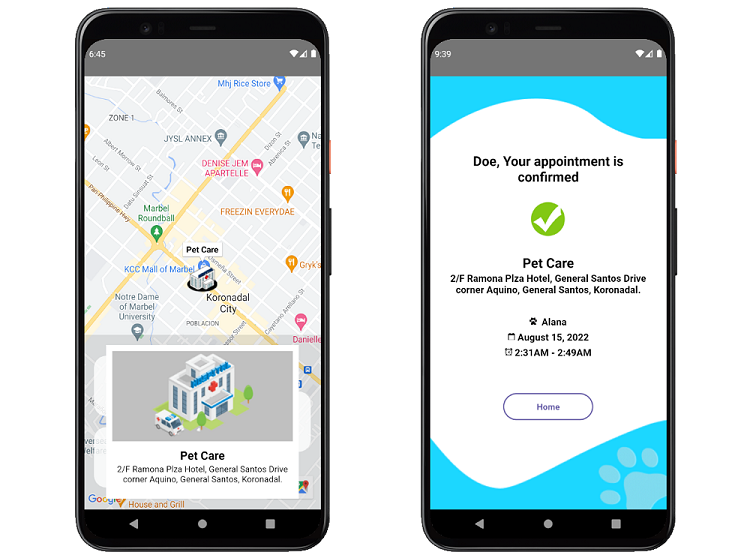 6:45
Mhj Rice Store
Balmores St
ZONE 1
JYSL ANNEX
Dizon St
Albert Morrow St
Abrencia St
Leon St
DENISE JEM
APARTELLE
Datu Sinsuat St
Pan Philippine Hwy
FREEZIN EVERYDAE
Marbel
Roundball
Pet Care
KCC Mall of Marbel
Gryk's
Koronadal
City
Notre Dame
of Marbel
University
POBLACION
Danielle
Pet Care
2/F Ramona Plza Hotel, General Santos Drive
corner Aquino, General Santos, Koronadal.
Google
House and Grill
9:39
Doe, Your appointment is
confirmed
Pet Care
2/F Ramona Plza Hotel, General Santos Drive
corner Aquino, General Santos, Koronadal.
Alana
August 15, 2022
2:31AM - 2:49AM
Home